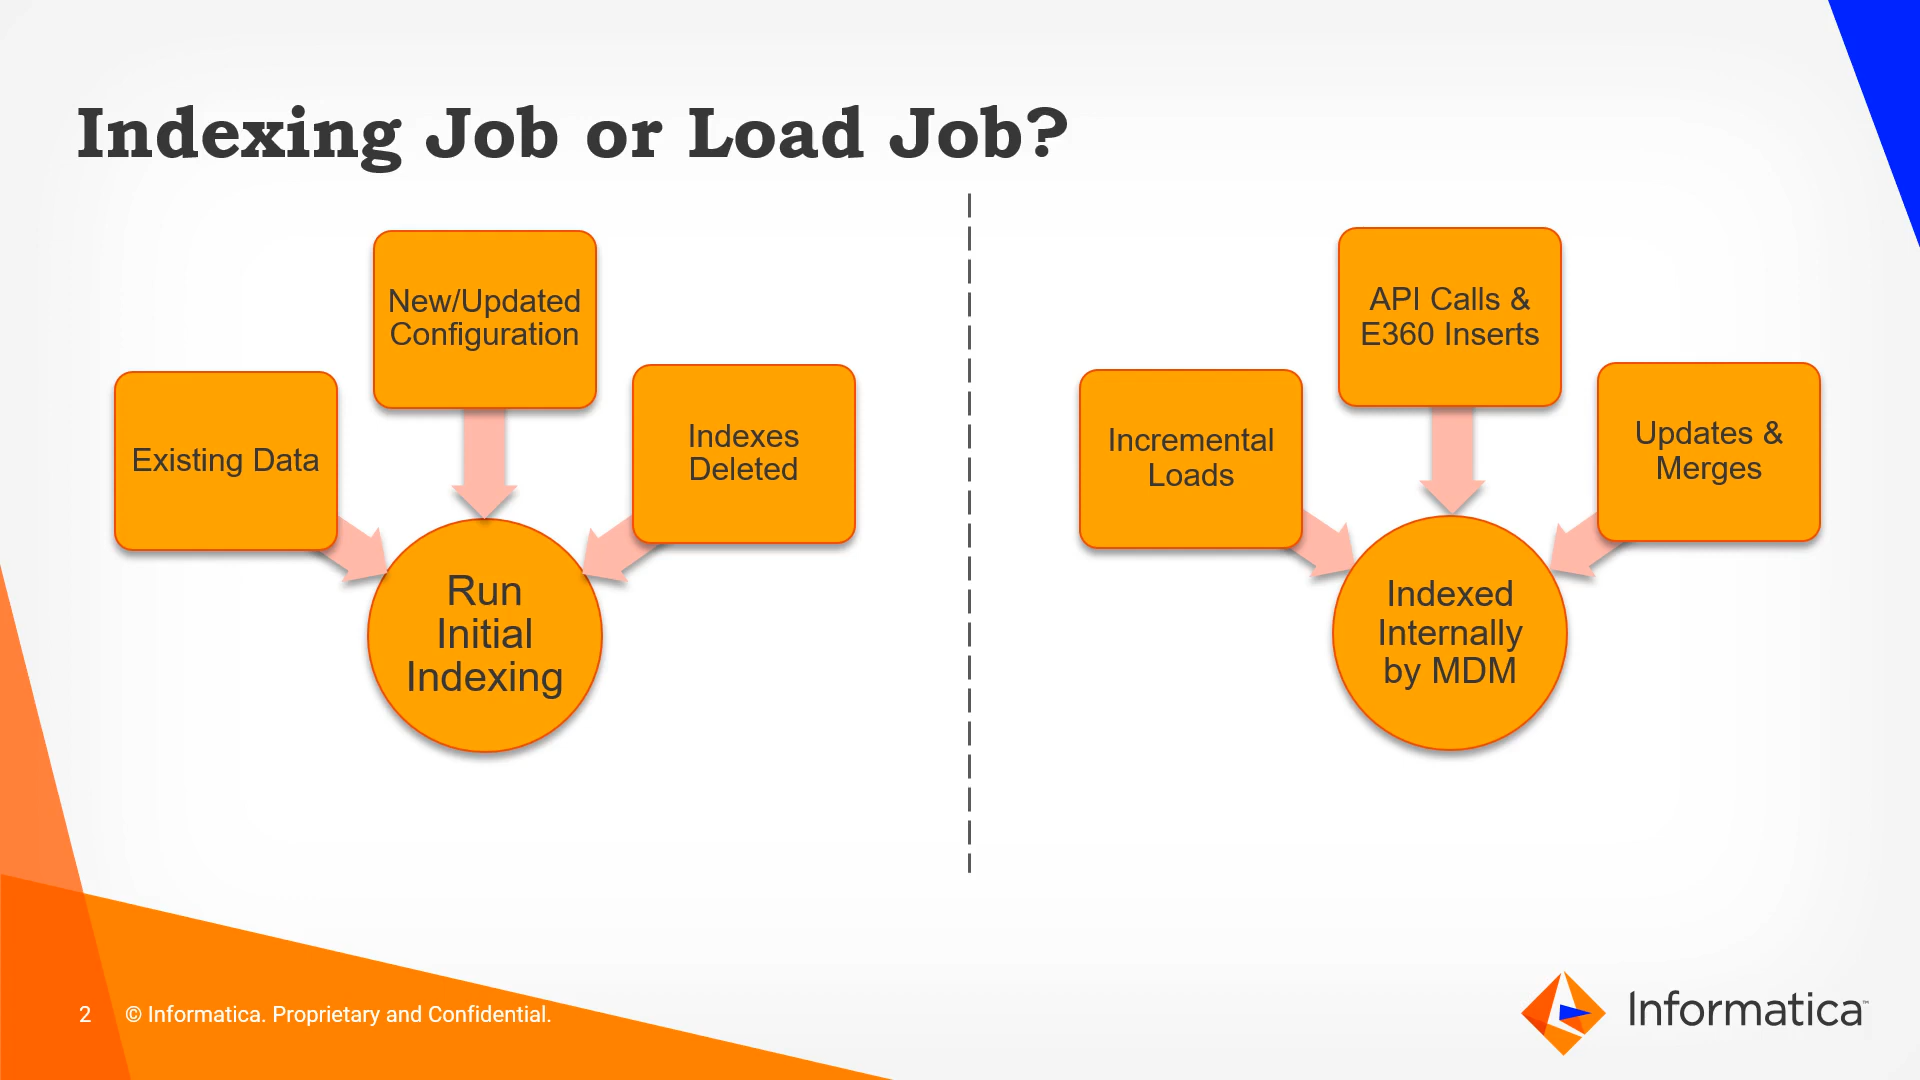 Indexing Job or Load Job?
New/Updated
Configuration
Existing Data
Indexes
Deleted
Run
Initial
Indexing
API Calls &
E360 Inserts
Incremental
Loads
Updates &
Merges
Indexed
Internally
by MDM
2 © Informatica. Proprietary and Confidential.
Informatica™